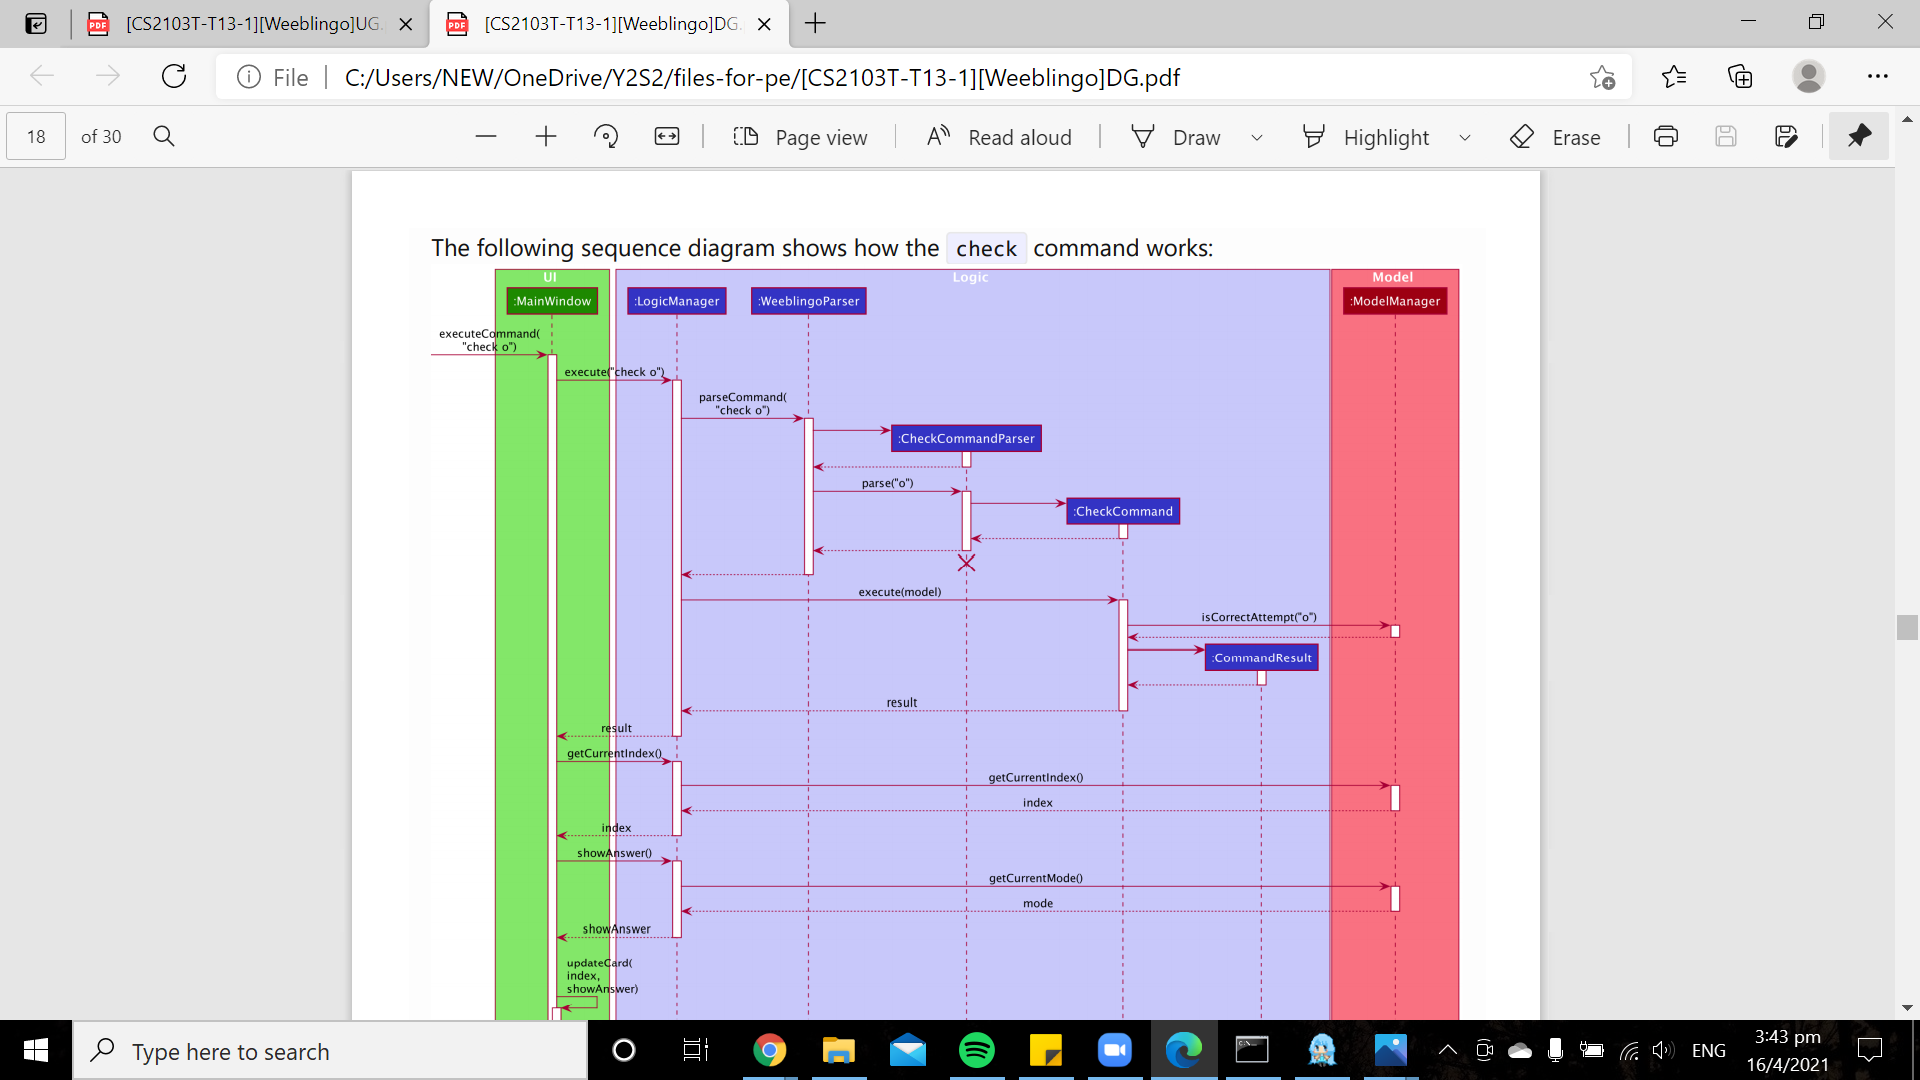 [CS2103T-T13-1][Weeblingo]UG.
[CS2103T-T13-1][Weeblingo]DG.
File
C:/Users/NEW/OneDrive/Y2S2/files-for-pe/[CS2103T-T13-1][Weeblingo]DG.pdf
18 of 30
Page view
Read aloud
Draw
Highlight
Erase
The following sequence diagram shows how the check command works:
UI
Logic
Model
:MainWindow
:LogicManager
:WeeblingoParser
:ModelManager
executeCommand(
"check o")
execute("check o")
parseCommand(
"check o")
:CheckCommandParser
parse("o")
:CheckCommand
execute(model)
isCorrectAttempt("o")
:CommandResult
result
result
getCurrentIndex()
getCurrentIndex()
index
index
showAnswer()
getCurrentMode()
mode
showAnswer
updateCard(
index,
showAnswer)
Type here to search
ENG
3:43 pm
16/4/2021